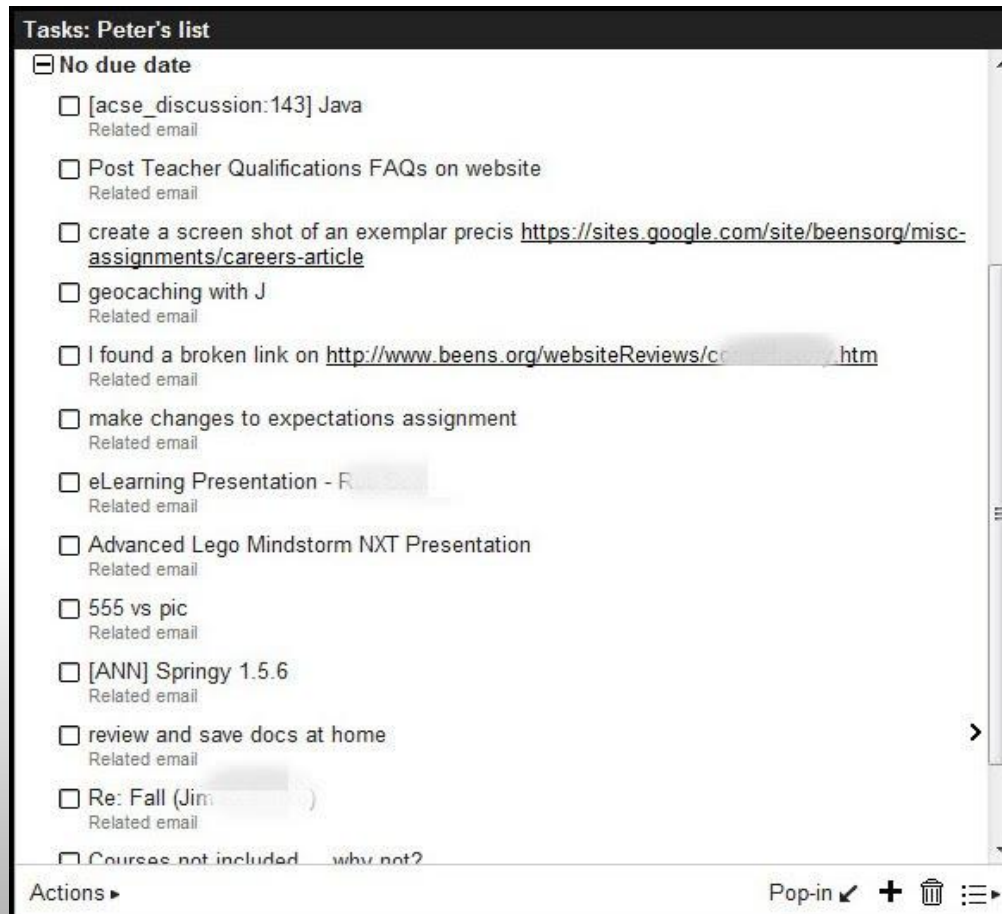 Tasks: Peter's list
No due date
[acse_discussion:143] Java
Related email
Post Teacher Qualifications FAQs on website
Related email
create a screen shot of an exemplar precis https://sites.google.com/site/beensorg/misc-
assignments/careers-article
geocaching with J
Related email
I found a broken link on http://www.beens.org/websiteReviews/ .htm
Related email
make changes to expectations assignment
Related email
eLearning Presentation -
Related email
Advanced Lego Mindstorm NXT Presentation
Related email
555 vs pic
Related email
[ANN] Springy 1.5.6
Related email
review and save docs at home
Related email
Re: Fall (Jim )
Related email
Courses not included ... why not?
Actions
Pop-in